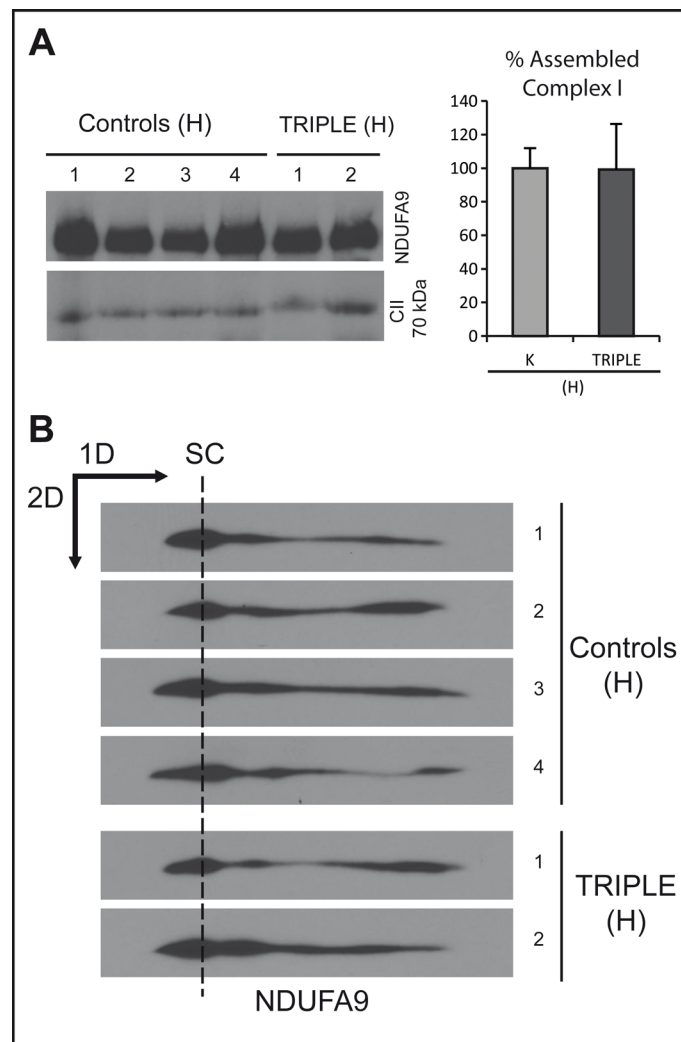 A
Controls (H)
TRIPLE (H)
1 2 3 4 1 2
NDUFA9
CII
70 kDa
% Assembled
Complex I
140
120
100
80
60
40
20
0
K TRIPLE
(H)
B
1D
2D
SC
1
2
3
4
Controls
(H)
1
2
TRIPLE
(H)
NDUFA9